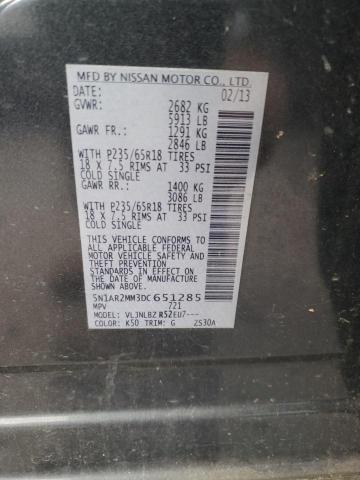 MFD BY NISSAN MOTOR CO., LTD.
DATE: 02/13
GVWR: 2682 KG
5913 LB
GAWR FR.: 1291 KG
2846 LB
WITH P235/65R18 TIRES
18 X 7.5 RIMS AT 33 PSI
COLD SINGLE
GAWR RR.: 1400 KG
3086 LB
WITH P235/65R18 TIRES
18 X 7.5 RIMS AT 33 PSI
COLD SINGLE
THIS VEHICLE CONFORMS TO ALL
APPLICABLE FEDERAL
MOTOR VEHICLE SAFETY AND THEFT
STANDARDS IN EFFECT ON
THE DATE OF MANUFACTURE
SHOWN ABOVE.
5N1AR2MM3DC651285
MPV 721
MODEL: VLJNLBZ R52EU7---
COLOR: K50 TRIM: G ZS30A